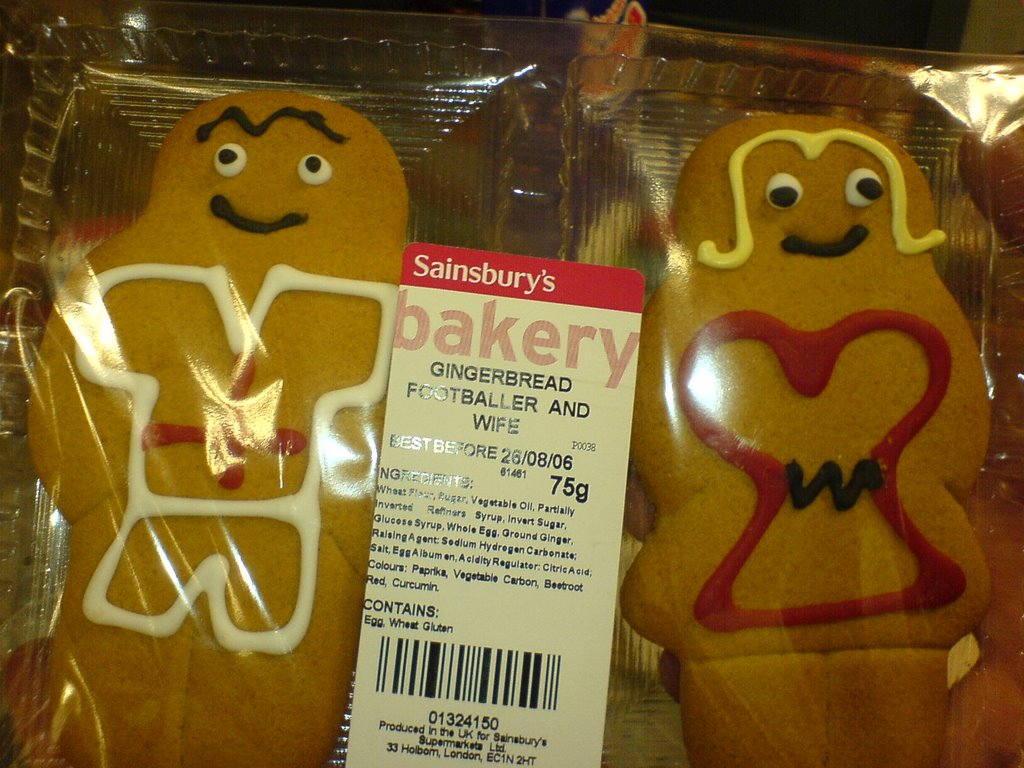 Sainsbury's
bakery
GINGERBREAD
FOOTBALLER AND
WIFE
P0038
BEST BEFORE 26/08/06
61461
75g
NGREDIENTS:
Wheat Flour, Sugar, Vegetable Oil, Partially
Inverted Refiners Syrup, Invert Sugar,
Glucose Syrup, Whole Egg, Ground Ginger,
Raising Agent: Sodium Hydrogen Carbonate;
Salt, Egg Albumen, Acidity Regulator: Citric Acid;
Colours: Paprika, Vegetable Carbon, Beetroot
Red, Curcumin.
CONTAINS:
Egg, Wheat Gluten
01324150
Produced in the UK for Sainsbury's
Supermarkets Ltd.
33 Holborn, London, EC1N 2HT